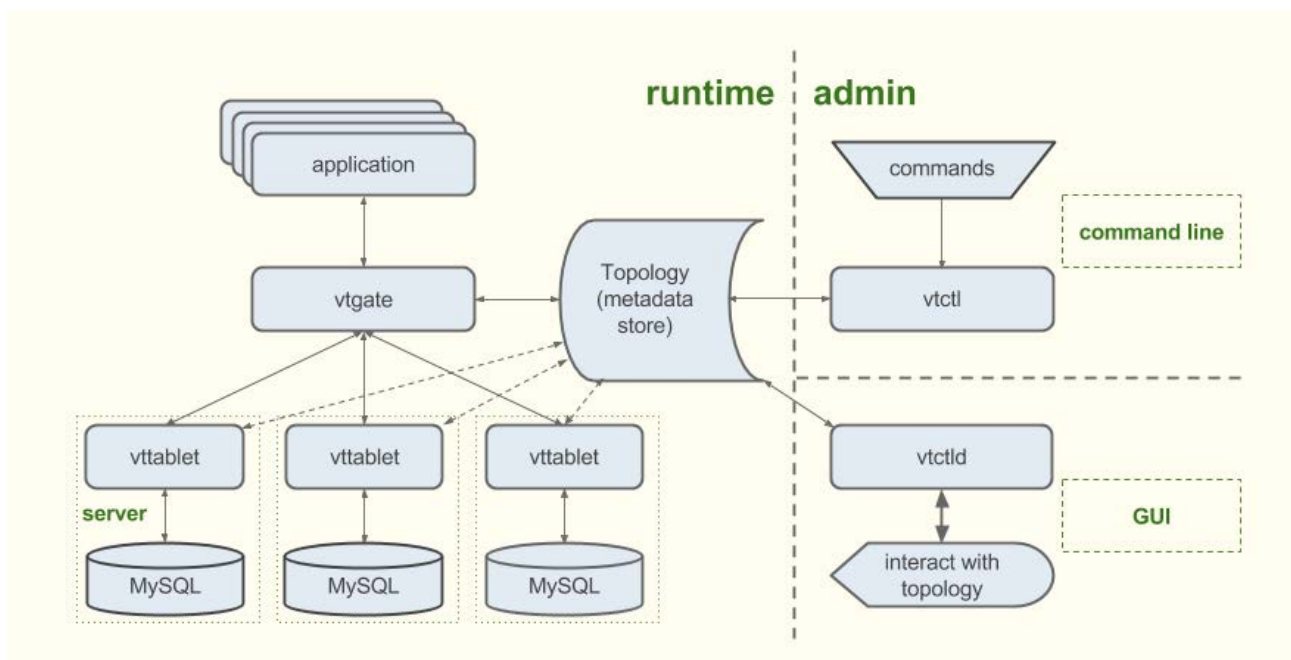 runtime
admin
application
commands
command line
Topology
(metadata
store)
vtgate
vtctl
vttablet
vttablet
vttablet
vtctld
server
GUI
MySQL
MySQL
MySQL
interact with
topology